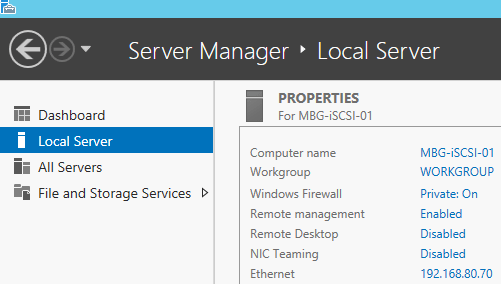 Server Manager ‣ Local Server
Dashboard
Local Server
All Servers
File and Storage Services
PROPERTIES
For MBG-iSCSI-01
Computer name MBG-iSCSI-01
Workgroup WORKGROUP
Windows Firewall Private: On
Remote management Enabled
Remote Desktop Disabled
NIC Teaming Disabled
Ethernet 192.168.80.70